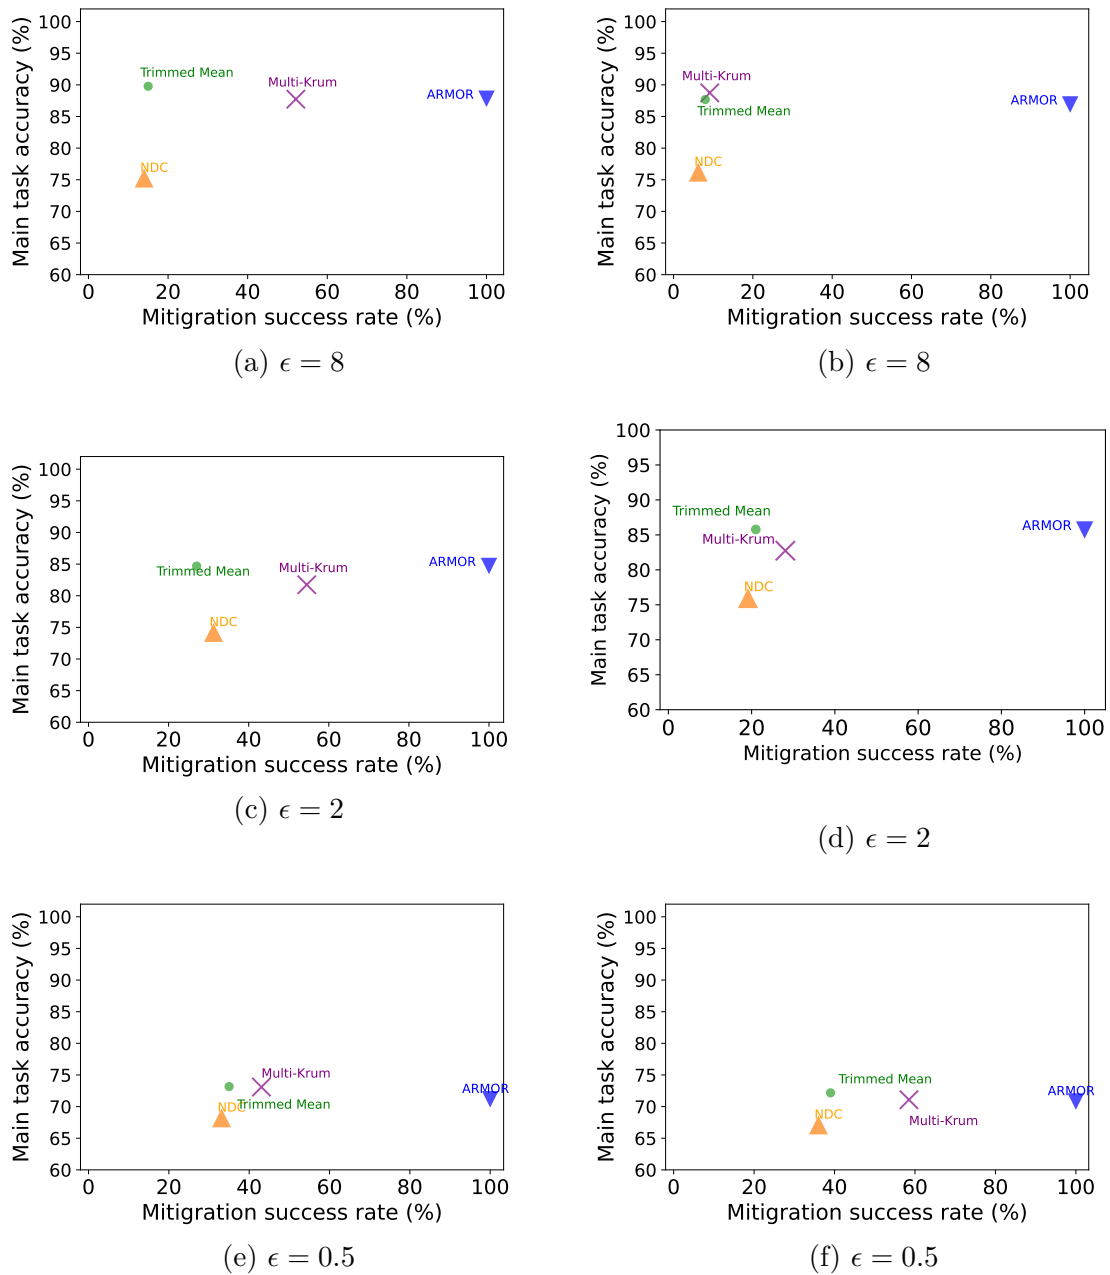 Main task accuracy (%)
100
95
90
85
80
75
70
65
60
Trimmed Mean
Multi-Krum
ARMOR
NDC
0 20 40 60 80 100
Mitigration success rate (%)
(a) ϵ = 8
Main task accuracy (%)
100
95
90
85
80
75
70
65
60
Multi-Krum
Trimmed Mean
ARMOR
NDC
0 20 40 60 80 100
Mitigration success rate (%)
(b) ϵ = 8
Main task accuracy (%)
100
95
90
85
80
75
70
65
60
Trimmed Mean
Multi-Krum
ARMOR
NDC
0 20 40 60 80 100
Mitigration success rate (%)
(c) ϵ = 2
Main task accuracy (%)
100
95
90
85
80
75
70
65
60
Trimmed Mean
Multi-Krum
ARMOR
NDC
0 20 40 60 80 100
Mitigration success rate (%)
(d) ϵ = 2
Main task accuracy (%)
100
95
90
85
80
75
70
65
60
Multi-Krum
ARMOR
NDC
Trimmed Mean
0 20 40 60 80 100
Mitigration success rate (%)
(e) ϵ = 0.5
Main task accuracy (%)
100
95
90
85
80
75
70
65
60
Trimmed Mean
ARMOR
NDC
Multi-Krum
0 20 40 60 80 100
Mitigration success rate (%)
(f) ϵ = 0.5